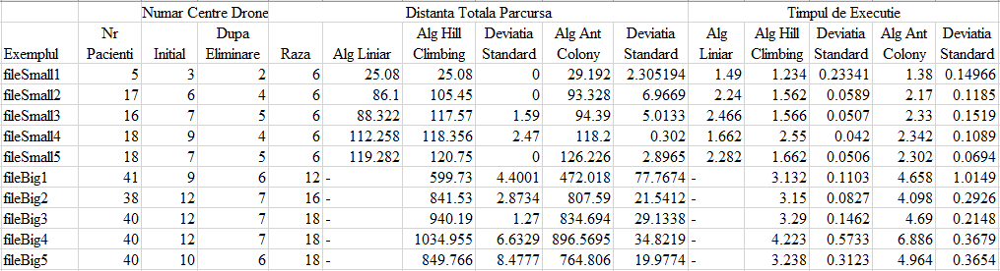 Numar Centre Drone Distanta Totala Parcursa Timpul de Executie
Nr Dupa Alg Hill Deviatia Alg Ant Deviatia Alg Alg Hill Deviatia Alg Ant Deviatia
Exemplul Pacienti Initial Eliminare Raza Alg Liniar Climbing Standard Colony Standard Liniar Climbing Standard Colony Standard
fileSmall1 5 3 2 6 25.08 25.08 0 29.192 2.305194 1.49 1.234 0.23341 1.38 0.14966
fileSmall2 17 6 4 6 86.1 105.45 0 93.328 6.9669 2.24 1.562 0.0589 2.17 0.1185
fileSmall3 16 7 5 6 88.322 117.57 1.59 94.39 5.0133 2.466 1.566 0.0507 2.33 0.1519
fileSmall4 18 9 4 6 112.258 118.356 2.47 118.2 0.302 1.662 2.55 0.042 2.342 0.1089
fileSmall5 18 7 5 6 119.282 120.75 0 126.226 2.8965 2.282 1.662 0.0506 2.302 0.0694
fileBig1 41 9 6 12 - 599.73 4.4001 472.018 77.7674 - 3.132 0.1103 4.658 1.0149
fileBig2 38 12 7 16 - 841.53 2.8734 807.59 21.5412 - 3.15 0.0827 4.098 0.2926
fileBig3 40 12 7 18 - 940.19 1.27 834.694 29.1338 - 3.29 0.1462 4.69 0.2148
fileBig4 40 12 7 18 - 1034.955 6.6329 896.5695 34.8219 - 4.223 0.5733 6.886 0.3679
fileBig5 40 10 6 18 - 849.766 8.4777 764.806 19.9774 - 3.238 0.3123 4.964 0.3654